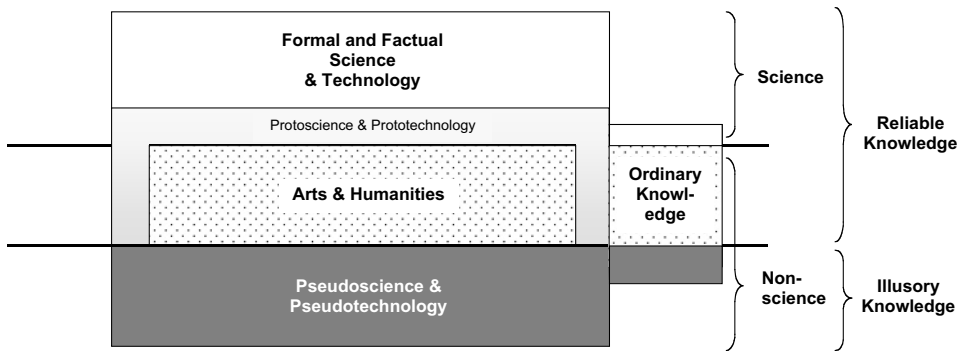 Formal and Factual
Science
& Technology
Science
Protoscience & Prototechnology
Reliable
Knowledge
Arts & Humanities
Ordinary
Knowl-
edge
Pseudoscience &
Pseudotechnology
Non-
science
Illusory
Knowledge